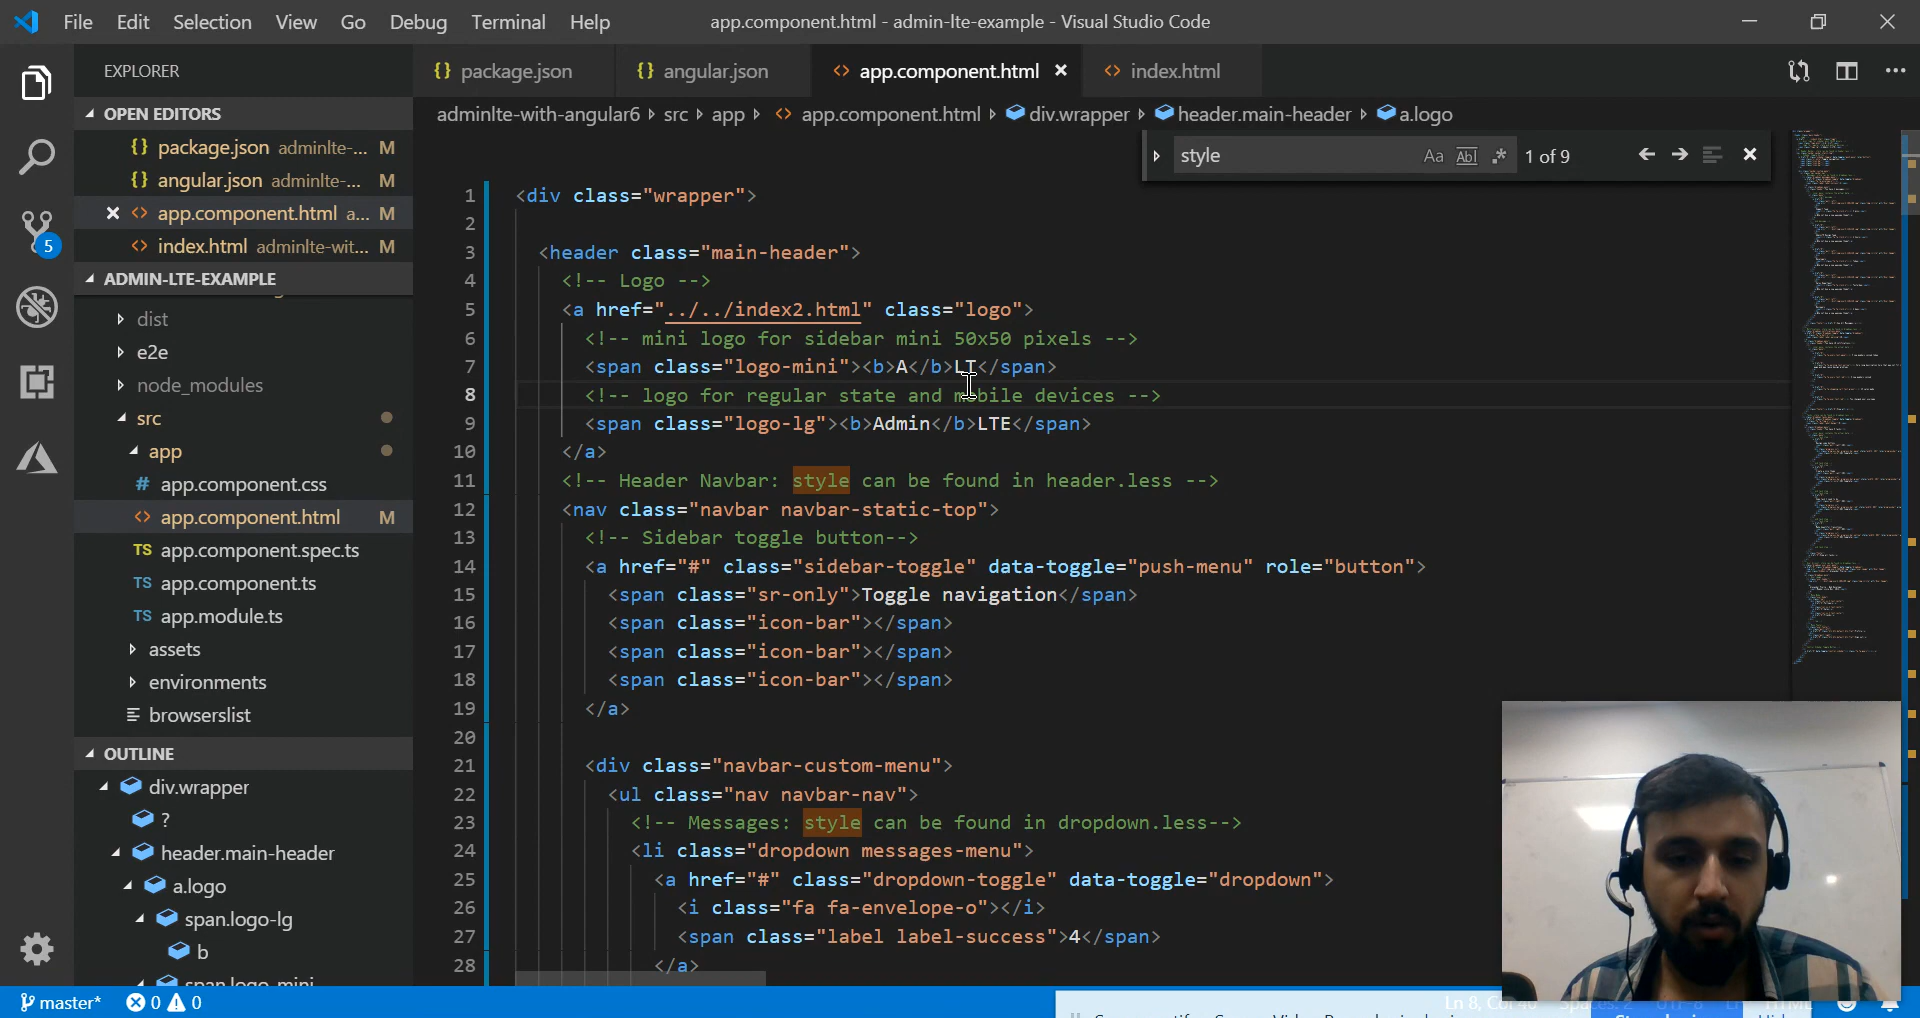 File Edit Selection View Go Debug Terminal Help
app.component.html - admin-lte-example - Visual Studio Code
EXPLORER
OPEN EDITORS
{} package.json adminlte-... M
{} angular.json adminlte-... M
<> app.component.html a... M
<> index.html adminlte-wit... M
ADMIN-LTE-EXAMPLE
dist
e2e
node_modules
src
app
# app.component.css
<> app.component.html M
TS app.component.spec.ts
TS app.component.ts
TS app.module.ts
assets
environments
browserslist
OUTLINE
div.wrapper
?
header.main-header
a.logo
span.logo-lg
b
span.logo-mini
5
{} package.json
{} angular.json
<> app.component.html
<> index.html
adminlte-with-angular6 src app <> app.component.html div.wrapper header.main-header a.logo
style Aa Abl .* 1 of 9
1 <div class="wrapper">
2
3 <header class="main-header">
4 <!-- Logo -->
5 <a href="../../index2.html" class="logo">
6 <!-- mini logo for sidebar mini 50x50 pixels -->
7 <span class="logo-mini"><b>A</b>LT</span>
8 <!-- logo for regular state and mobile devices -->
9 <span class="logo-lg"><b>Admin</b>LTE</span>
10 </a>
11 <!-- Header Navbar: style can be found in header.less -->
12 <nav class="navbar navbar-static-top">
13 <!-- Sidebar toggle button-->
14 <a href="#" class="sidebar-toggle" data-toggle="push-menu" role="button">
15 <span class="sr-only">Toggle navigation</span>
16 <span class="icon-bar"></span>
17 <span class="icon-bar"></span>
18 <span class="icon-bar"></span>
19 </a>
20
21 <div class="navbar-custom-menu">
22 <ul class="nav navbar-nav">
23 <!-- Messages: style can be found in dropdown.less-->
24 <li class="dropdown messages-menu">
25 <a href="#" class="dropdown-toggle" data-toggle="dropdown">
26 <i class="fa fa-envelope-o"></i>
27 <span class="label label-success">4</span>
28 </a>
master* 0 0